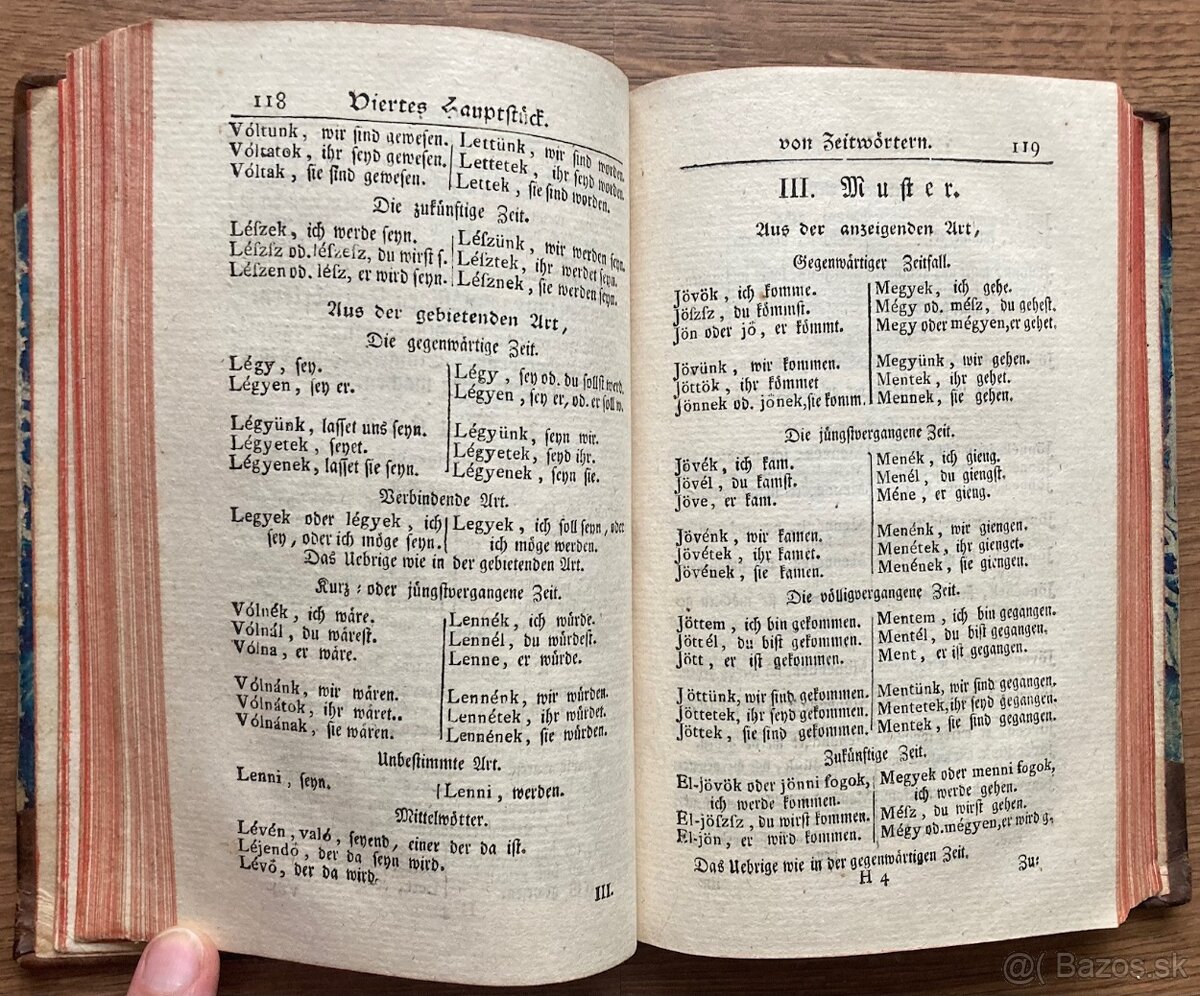 118 Viertes Hauptstück.
Vóltunk, wir sind gewesen.
Vóltatok, ihr seyd gewesen.
Vóltak, sie sind gewesen.
Lettünk, wir sind worden.
Lettetek, ihr seyd worden.
Lettek, sie sind worden.
Die zukünftige Zeit.
Léſzek, ich werde seyn.
Léſzſz od. léſzeſz, du wirst s.
Léſzen od. léſz, er wird seyn.
Léſzünk, wir werden seyn.
Léſztek, ihr werdet seyn.
Léſznek, sie werden seyn.
Aus der gebietenden Art,
Die gegenwärtige Zeit.
Légy, sey.
Légyen, sey er.
Légyünk, lasset uns seyn.
Légyetek, seyet.
Légyenek, lasset sie seyn.
Légy, sey od. du sollst werd.
Légyen, sey er, od. er soll w.
Légyünk, seyn wir.
Légyetek, seyd ihr.
Légyenek, seyn sie.
Verbindende Art.
Legyek oder légyek, ich
sey, oder ich möge seyn.
Legyek, ich soll seyn, oder
ich möge werden.
Das Uebrige wie in der gebietenden Art.
Kurz: oder jüngstvergangene Zeit.
Vólnék, ich wäre.
Vólnál, du wärest.
Vólna, er wäre.
Vólnánk, wir wären.
Vólnátok, ihr wäret..
Vólnának, sie wären.
Lennék, ich würde.
Lennél, du würdest.
Lenne, er würde.
Lennénk, wir würden.
Lennétek, ihr würdet.
Lennének, sie würden.
Unbestimmte Art.
Lenni, seyn.
Lenni, werden.
Mittelwötter.
Lévén, való, seyend, einer der da ist.
Léjendö, der da seyn wird.
Lévö, der da wird.
III.
von Zeitwörtern. 119
III. Muster.
Aus der anzeigenden Art,
Gegenwärtiger Zeitfall.
Jövök, ich komme.
Jöſzſz, du kömmst.
Jön oder jö, er kömmt.
Jövünk, wir kommen.
Jöttök, ihr kömmet
Jönnek od. jönek, sie komm.
Megyek, ich gehe.
Mégy od. méſz, du gehest.
Megy oder mégyen, er gehet.
Megyünk, wir gehen.
Mentek, ihr gehet.
Mennek, sie gehen.
Die jüngstvergangene Zeit.
Jövék, ich kam.
Jövél, du kamst.
Jöve, er kam.
Jövénk, wir kamen.
Jövétek, ihr kamet.
Jövének, sie kamen.
Menék, ich gieng.
Menél, du giengst.
Méne, er gieng.
Menénk, wir giengen.
Menétek, ihr gienget.
Menének, sie giengen.
Die völligvergangene Zeit.
Jöttem, ich bin gekommen.
Jöttél, du bist gekommen.
Jött, er ist gekommen.
Jöttünk, wir sind gekommen.
Jöttetek, ihr seyd gekommen.
Jöttek, sie sind gekommen.
Mentem, ich bin gegangen.
Mentél, du bist gegangen.
Ment, er ist gegangen.
Mentünk, wir sind gegangen.
Mentetek, ihr seyd gegangen.
Mentek, sie sind gegangen.
Zukünftige Zeit.
El-jövök oder jönni fogok,
ich werde kommen.
El-jöſzſz, du wirst kommen.
El-jön, er wird kommen.
Megyek oder menni fogok,
ich werde gehen.
Méſz, du wirst gehen.
Mégy od. mégyen, er wird g.
Das Uebrige wie in der gegenwärtigen Zeit.
H 4 Zu:
@( Bazos.sk